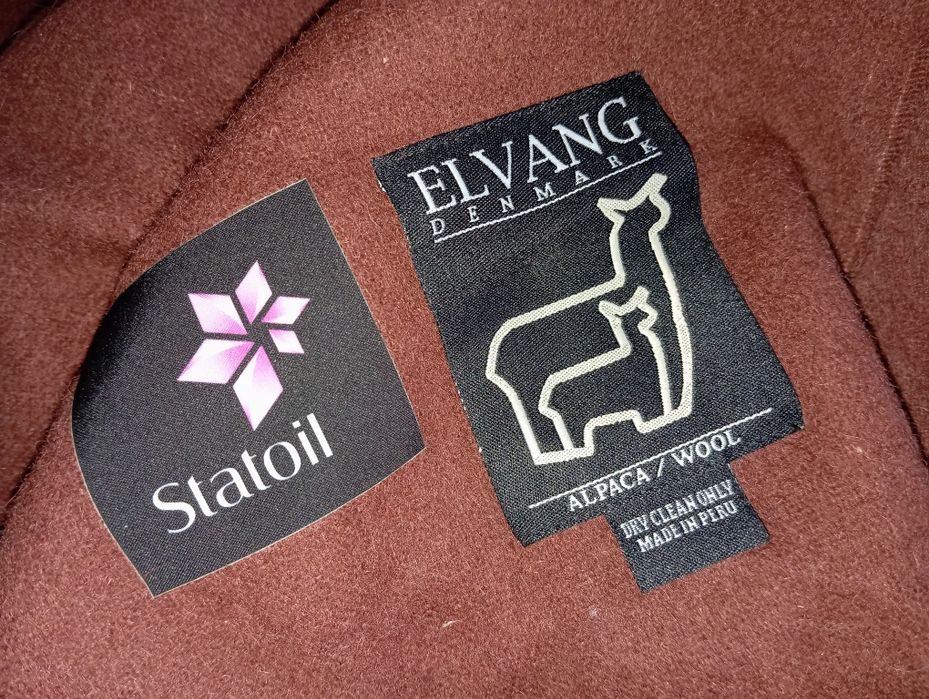 Statoil
ELVANG
DENMARK
ALPACA / WOOL
DRY CLEAN ONLY
MADE IN PERU